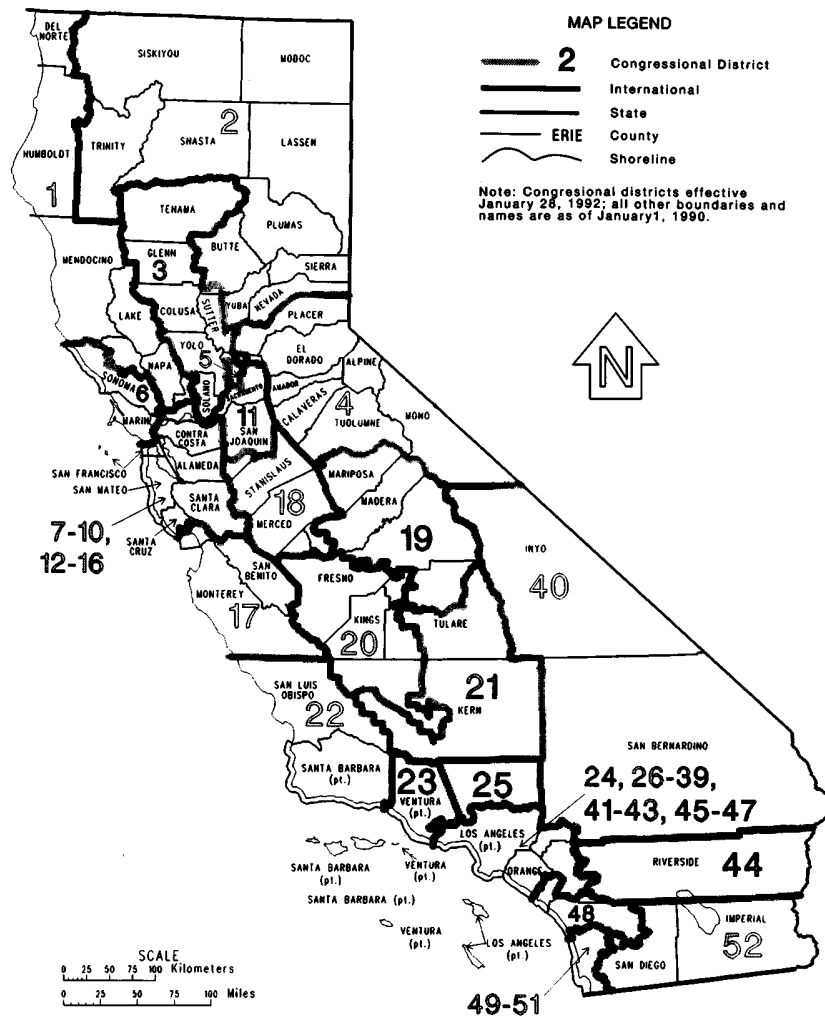 MAP LEGEND
2 Congressional District
International
State
ERIE County
Shoreline
Note: Congresional districts effective
January 28, 1992; all other boundaries and
names are as of January1, 1990.
N
DEL
NORTE
SISKIYOU
MODOC
2
HUMBOLDT
TRINITY
SHASTA
LASSEN
1
TENAMA
PLUMAS
MENDOCINO
GLENN
BUTTE
3
SIERRA
LAKE
COLUSA
SUTTER
YUBA
NEVADA
PLACER
YOLO
5
EL
DORADO
NAPA
SONOMA
6
SOLANO
SACRAMENTO
AMADOR
ALPINE
MARIN
11
CALAVERAS
4
TUOLUMNE
MONO
CONTRA
COSTA
SAN
JOAQUIN
SAN FRANCISCO
ALAMEDA
STANISLAUS
MARIPOSA
SAN MATEO
SANTA
CLARA
18
MADERA
7-10,
12-16
SANTA
CRUZ
MERCED
19
INYO
40
SAN
BENITO
FRESNO
MONTEREY
17
KINGS
20
TULARE
SAN LUIS
OBISPO
22
21
KERN
SAN BERNARDINO
SANTA BARBARA
(pt.)
23
VENTURA
(pt.)
25
24, 26-39,
41-43, 45-47
LOS ANGELES
(pt.)
ORANGE
RIVERSIDE
44
SANTA BARBARA
(pt.)
VENTURA
(pt.)
SANTA BARBARA (pt.)
VENTURA
(pt.)
LOS ANGELES
(pt.)
48
IMPERIAL
52
SAN DIEGO
49-51
SCALE
0 25 50 75 100 Kilometers
0 25 50 75 100 Miles